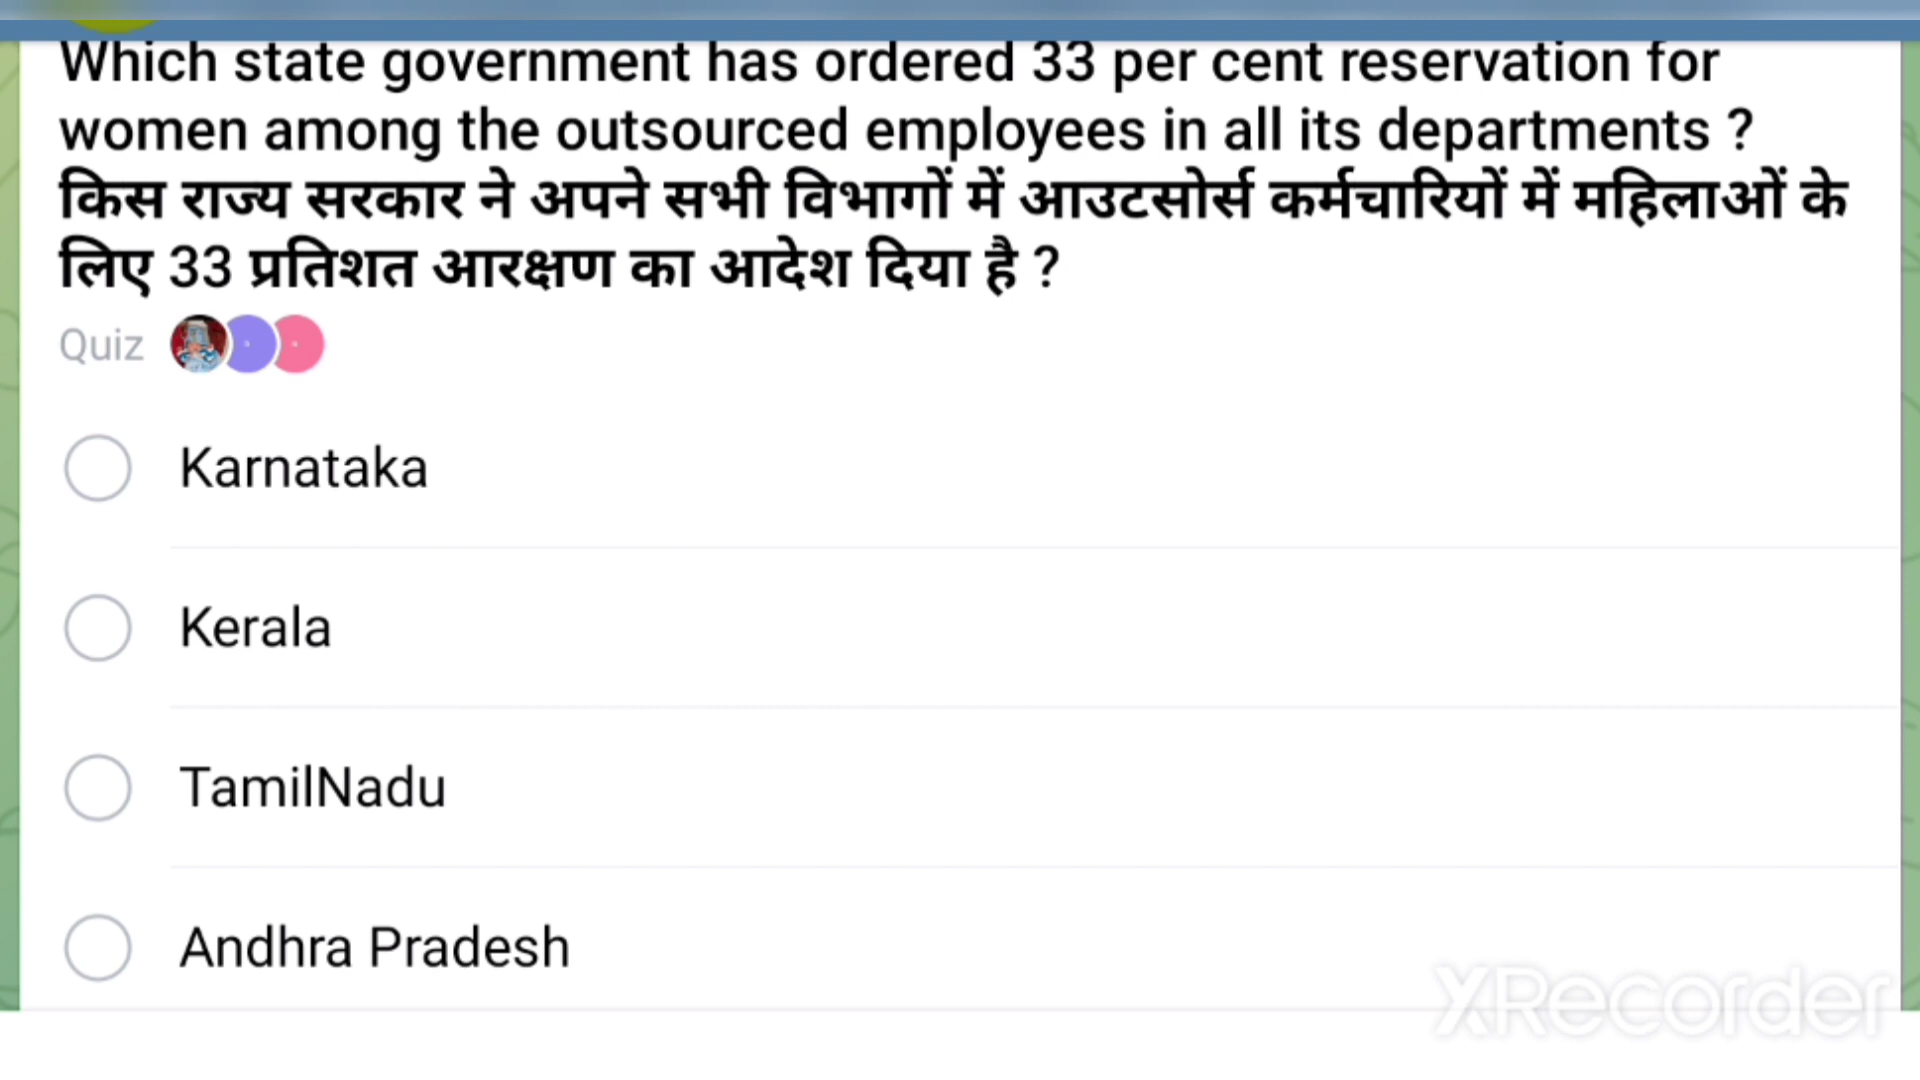 Which state government has ordered 33 per cent reservation for
women among the outsourced employees in all its departments ?
किस राज्य सरकार ने अपने सभी विभागों में आउटसोर्स कर्मचारियों में महिलाओं के
लिए 33 प्रतिशत आरक्षण का आदेश दिया है ?
Quiz
Karnataka
Kerala
TamilNadu
Andhra Pradesh
XRecorder